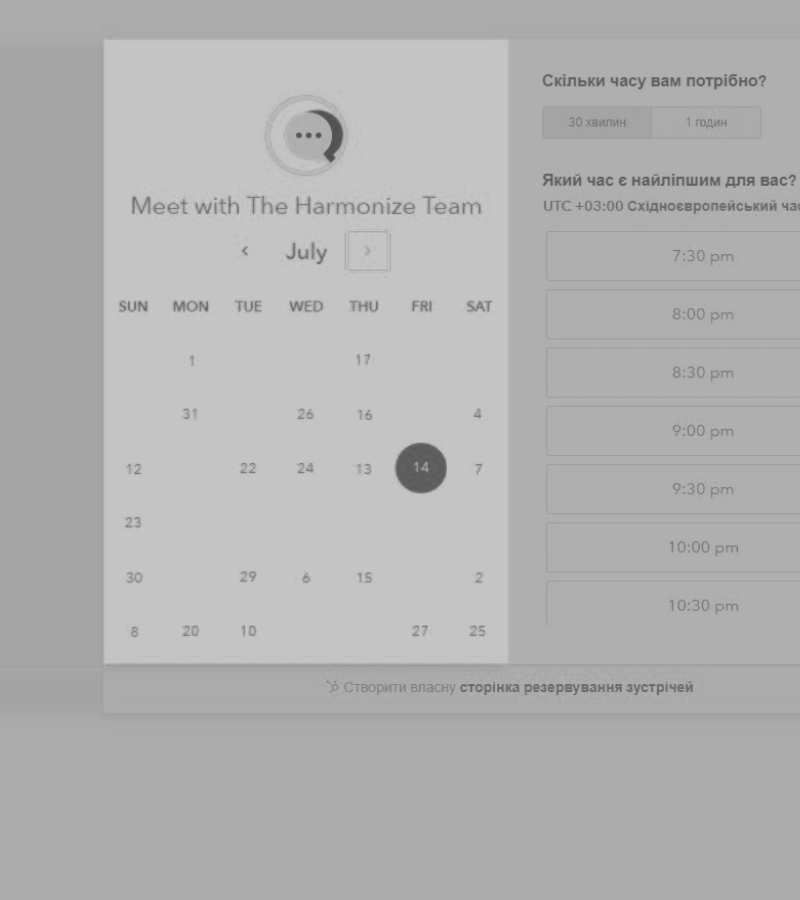 Meet with The Harmonize Team
July
SUN MON TUE WED THU FRI SAT
1 17
31 26 16 4
12 22 24 13 14 7
23
30 29 6 15 2
8 20 10 27 25
Скільки часу вам потрібно?
30 хвилин 1 годин
Який час є найліпшим для вас?
UTC +03:00 Східноєвропейський час
7:30 pm
8:00 pm
8:30 pm
9:00 pm
9:30 pm
10:00 pm
10:30 pm
Створити власну сторінка резервування зустрічей